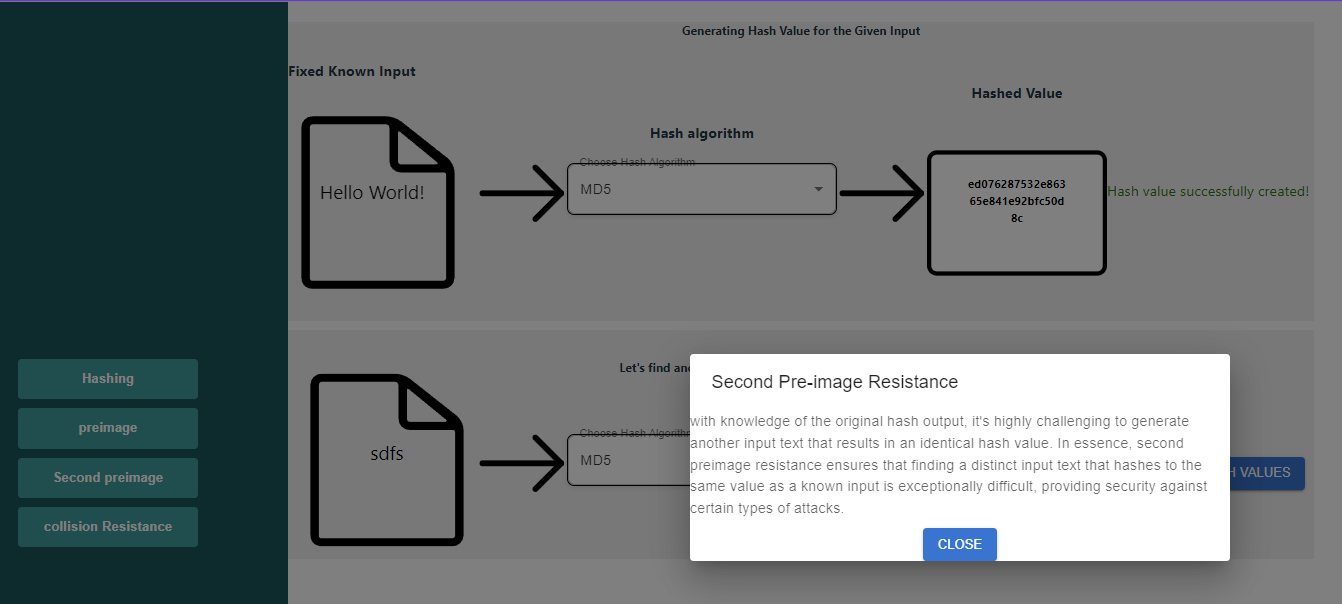 Generating Hash Value for the Given Input
Fixed Known Input
Hashed Value
Hash algorithm
Choose Hash Algorithm
Hello World!
MD5
ed076287532e863
65e841e92bfc50d
8c
Hash value successfully created!
Hashing
preimage
Second preimage
collision Resistance
Let's find an
sdfs
Choose Hash Algorithm
MD5
Second Pre-image Resistance
with knowledge of the original hash output, it's highly challenging to generate
another input text that results in an identical hash value. In essence, second
preimage resistance ensures that finding a distinct input text that hashes to the
same value as a known input is exceptionally difficult, providing security against
certain types of attacks.
H VALUES
CLOSE